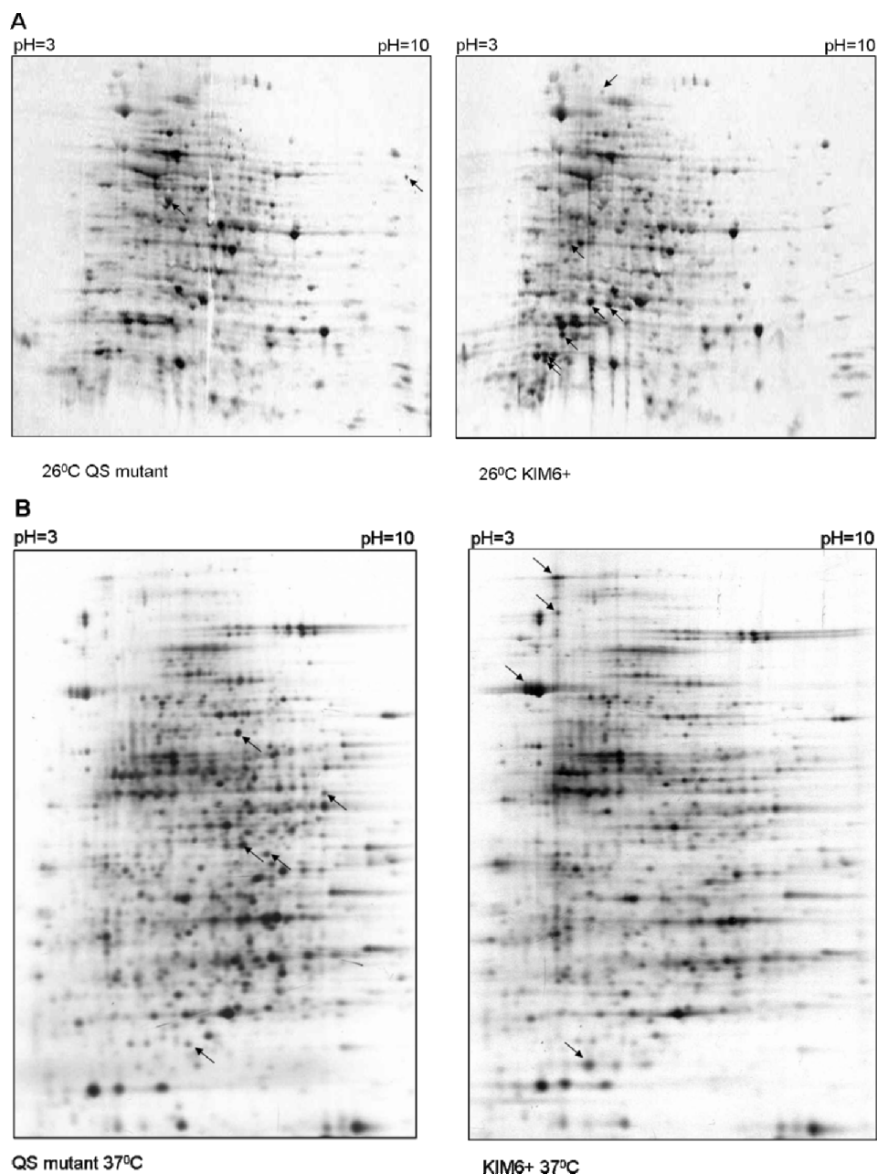 A
pH=3 pH=10 pH=3 pH=10
26⁰C QS mutant 26⁰C KIM6+
B
pH=3 pH=10 pH=3 pH=10
QS mutant 37⁰C KIM6+ 37⁰C